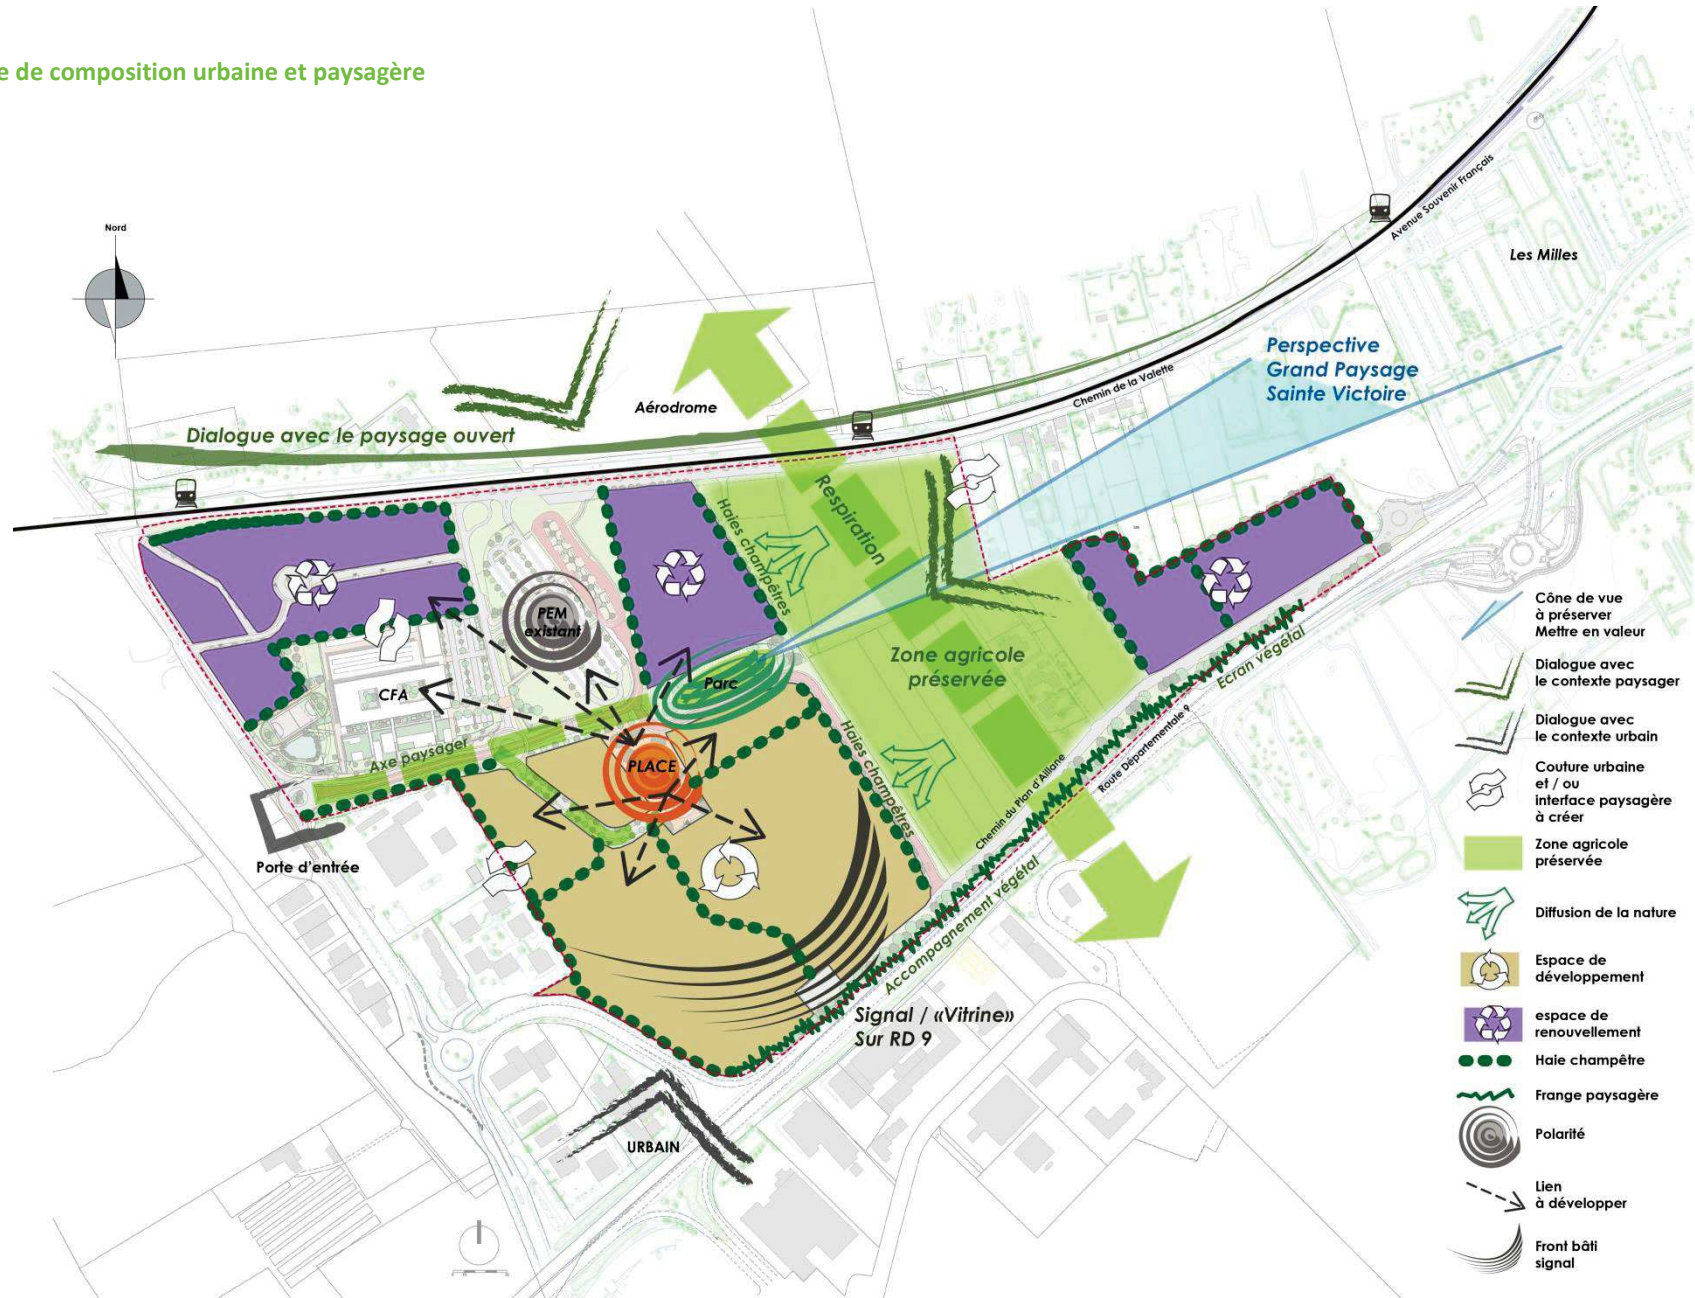 e de composition urbaine et paysagère
Nord
Avenue Souvenir Français
Les Milles
Perspective
Grand Paysage
Sainte Victoire
Chemin de la Valette
Aérodrome
Dialogue avec le paysage ouvert
Respiration
Haies champêtres
PEM
existant
Parc
CFA
Zone agricole
préservée
Ecran végétal
Axe paysager
PLACE
Haies champêtres
Chemin du Plan d'Aillane
Route Départementale 9
Porte d'entrée
Accompagnement végétal
Signal / «Vitrine»
Sur RD 9
URBAIN
Cône de vue
à préserver
Mettre en valeur
Dialogue avec
le contexte paysager
Dialogue avec
le contexte urbain
Couture urbaine
et / ou
interface paysagère
à créer
Zone agricole
préservée
Diffusion de la nature
Espace de
développement
espace de
renouvellement
Haie champêtre
Frange paysagère
Polarité
Lien
à développer
Front bâti
signal